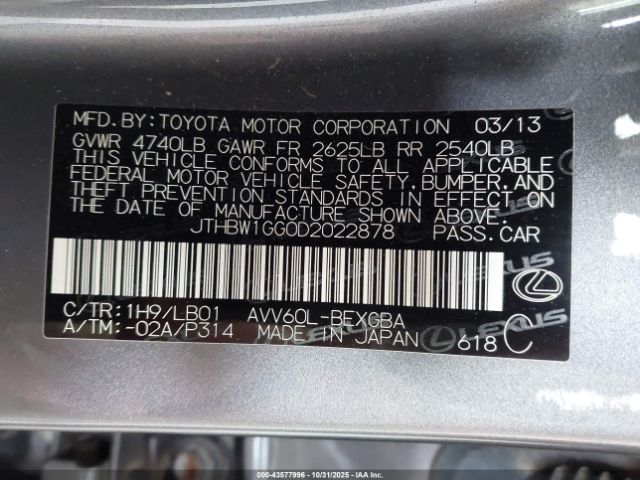 MFD. BY: TOYOTA MOTOR CORPORATION 03/13
GVWR 4740LB GAWR FR 2625LB RR 2540LB
THIS VEHICLE CONFORMS TO ALL APPLICABLE
FEDERAL MOTOR VEHICLE SAFETY, BUMPER, AND
THEFT PREVENTION STANDARDS IN EFFECT ON
THE DATE OF MANUFACTURE SHOWN ABOVE.
JTHBW1GG0D2022878 PASS. CAR
C/TR: 1H9/LB01 AVV60L-BEXGBA
A/TM: -02A/P314 MADE IN JAPAN 618 C
LEXUS
000-43577996 - 10/31/2025 - COPYRIGHT IAA